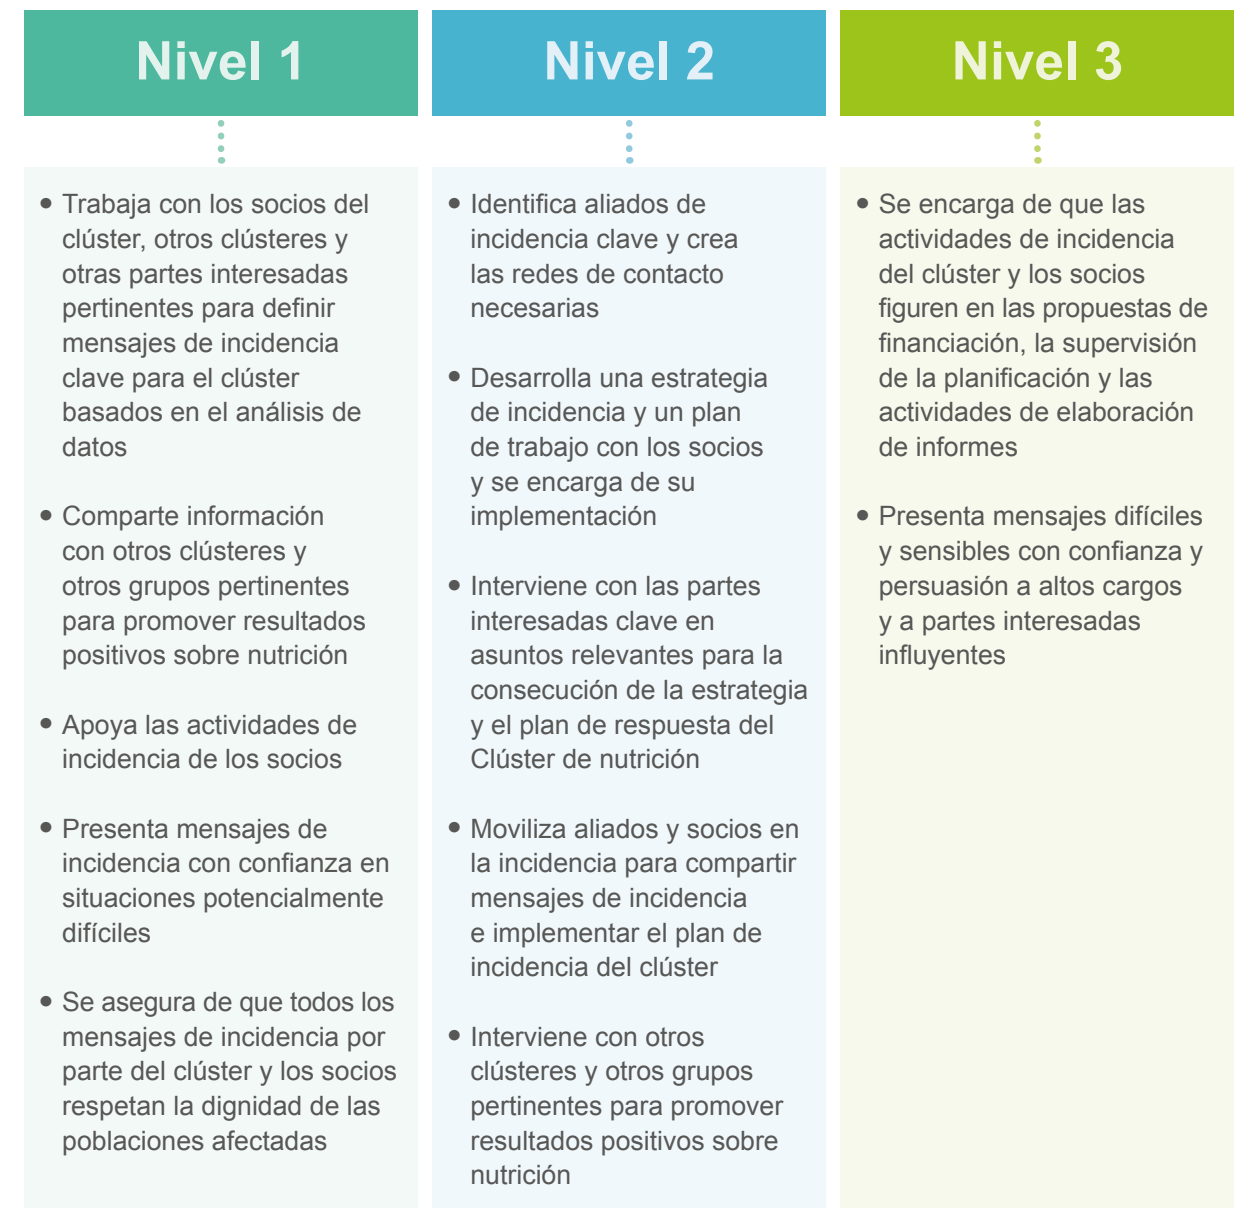 Nivel 1
Trabaja con los socios del
clúster, otros clústeres y
otras partes interesadas
pertinentes para definir
mensajes de incidencia
clave para el clúster
basados en el análisis de
datos
Comparte información
con otros clústeres y
otros grupos pertinentes
para promover resultados
positivos sobre nutrición
Apoya las actividades de
incidencia de los socios
Presenta mensajes de
incidencia con confianza en
situaciones potencialmente
difíciles
Se asegura de que todos los
mensajes de incidencia por
parte del clúster y los socios
respetan la dignidad de las
poblaciones afectadas
Nivel 2
Identifica aliados de
incidencia clave y crea
las redes de contacto
necesarias
Desarrolla una estrategia
de incidencia y un plan
de trabajo con los socios
y se encarga de su
implementación
Interviene con las partes
interesadas clave en
asuntos relevantes para la
consecución de la estrategia
y el plan de respuesta del
Clúster de nutrición
Moviliza aliados y socios en
la incidencia para compartir
mensajes de incidencia
e implementar el plan de
incidencia del clúster
Interviene con otros
clústeres y otros grupos
pertinentes para promover
resultados positivos sobre
nutrición
Nivel 3
Se encarga de que las
actividades de incidencia
del clúster y los socios
figuren en las propuestas de
financiación, la supervisión
de la planificación y las
actividades de elaboración
de informes
Presenta mensajes difíciles
y sensibles con confianza y
persuasión a altos cargos
y a partes interesadas
influyentes